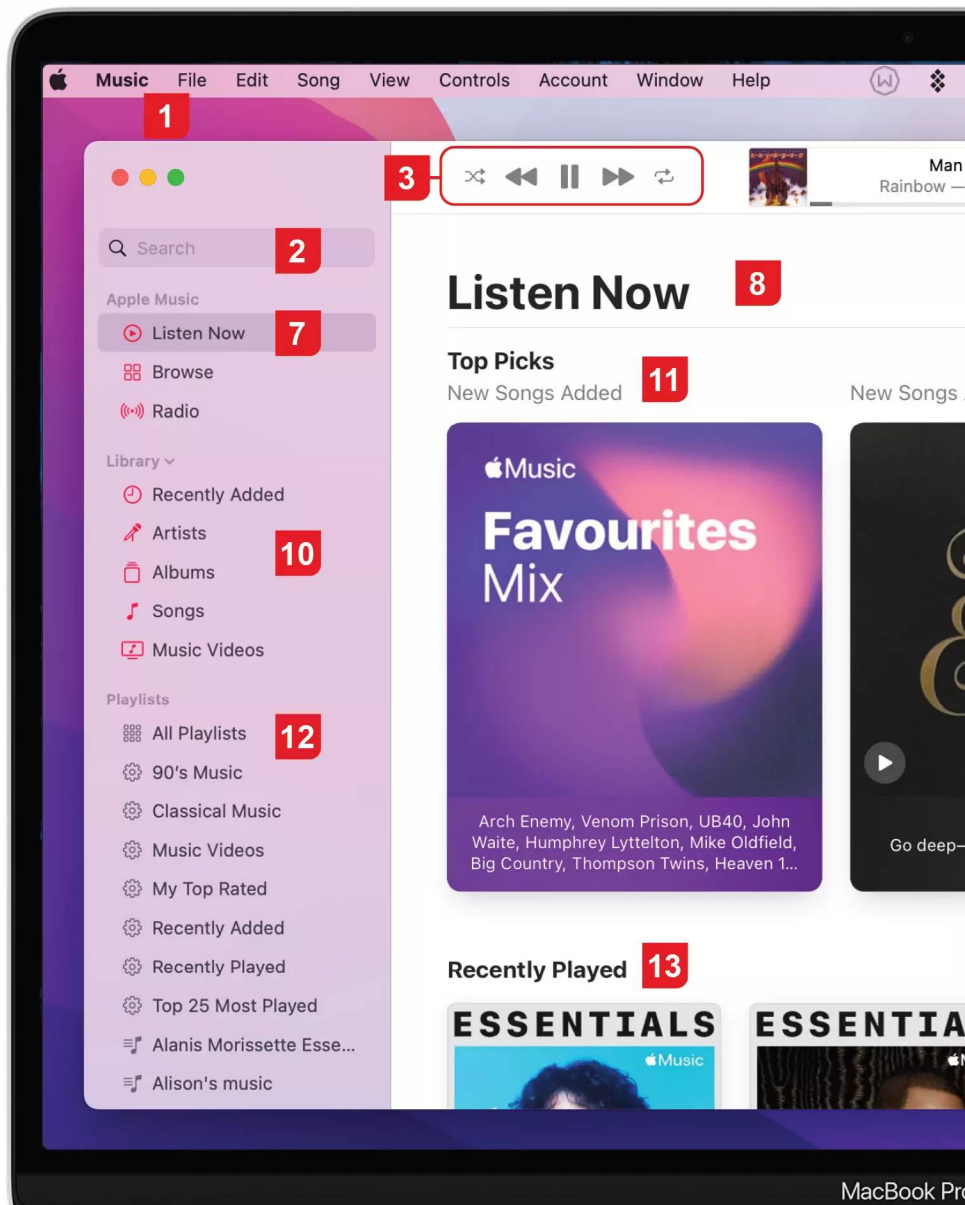 Music File Edit Song View Controls Account Window Help
1
3
Man
Rainbow —
Search
2
Apple Music
Listen Now
7
Browse
Radio
Library
Recently Added
Artists
10
Albums
Songs
Music Videos
Playlists
All Playlists
12
90's Music
Classical Music
Music Videos
My Top Rated
Recently Added
Recently Played
Top 25 Most Played
Alanis Morissette Esse...
Alison's music
Listen Now
8
Top Picks
New Songs Added
11
New Songs
Music
Favourites
Mix
Arch Enemy, Venom Prison, UB40, John
Waite, Humphrey Lyttelton, Mike Oldfield,
Big Country, Thompson Twins, Heaven 1...
Go deep—
Recently Played
13
ESSENTIALS
Music
ESSENTIA
MacBook Pro